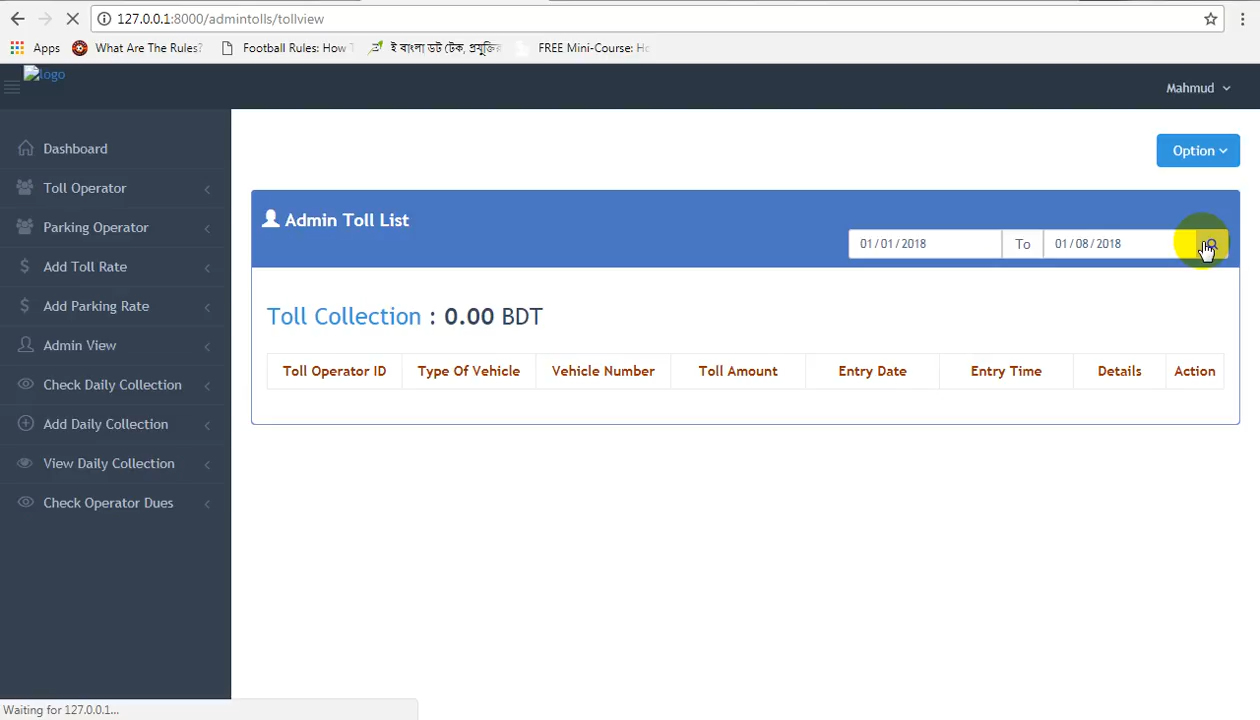 127.0.0.1:8000/admintolls/tollview
Apps What Are The Rules? Football Rules: How ই বাংলা ডট টেক, প্রযুক্তির FREE Mini-Course:
logo
Mahmud
Dashboard
Option
Toll Operator
Admin Toll List
Parking Operator
01/01/2018 To 01/08/2018
Add Toll Rate
Add Parking Rate
Toll Collection : 0.00 BDT
Admin View
Toll Operator ID Type Of Vehicle Vehicle Number Toll Amount Entry Date Entry Time Details Action
Check Daily Collection
Add Daily Collection
View Daily Collection
Check Operator Dues
Waiting for 127.0.0.1...